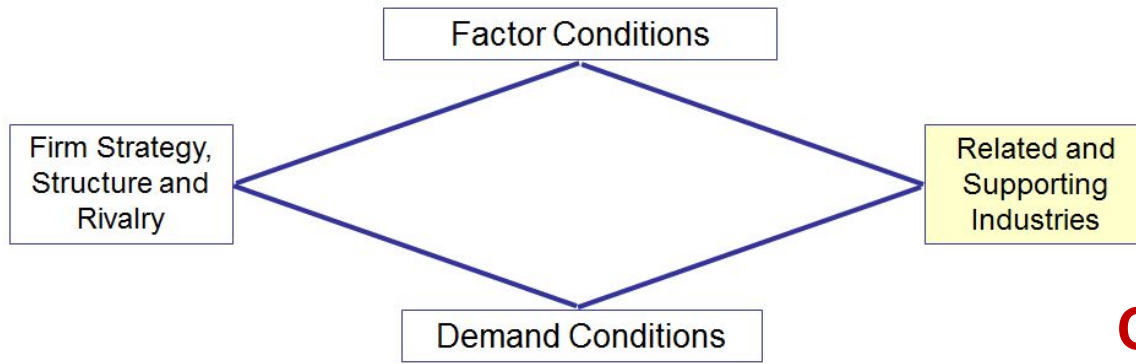 Factor Conditions
Firm Strategy,
Structure and
Rivalry
Related and
Supporting
Industries
Demand Conditions